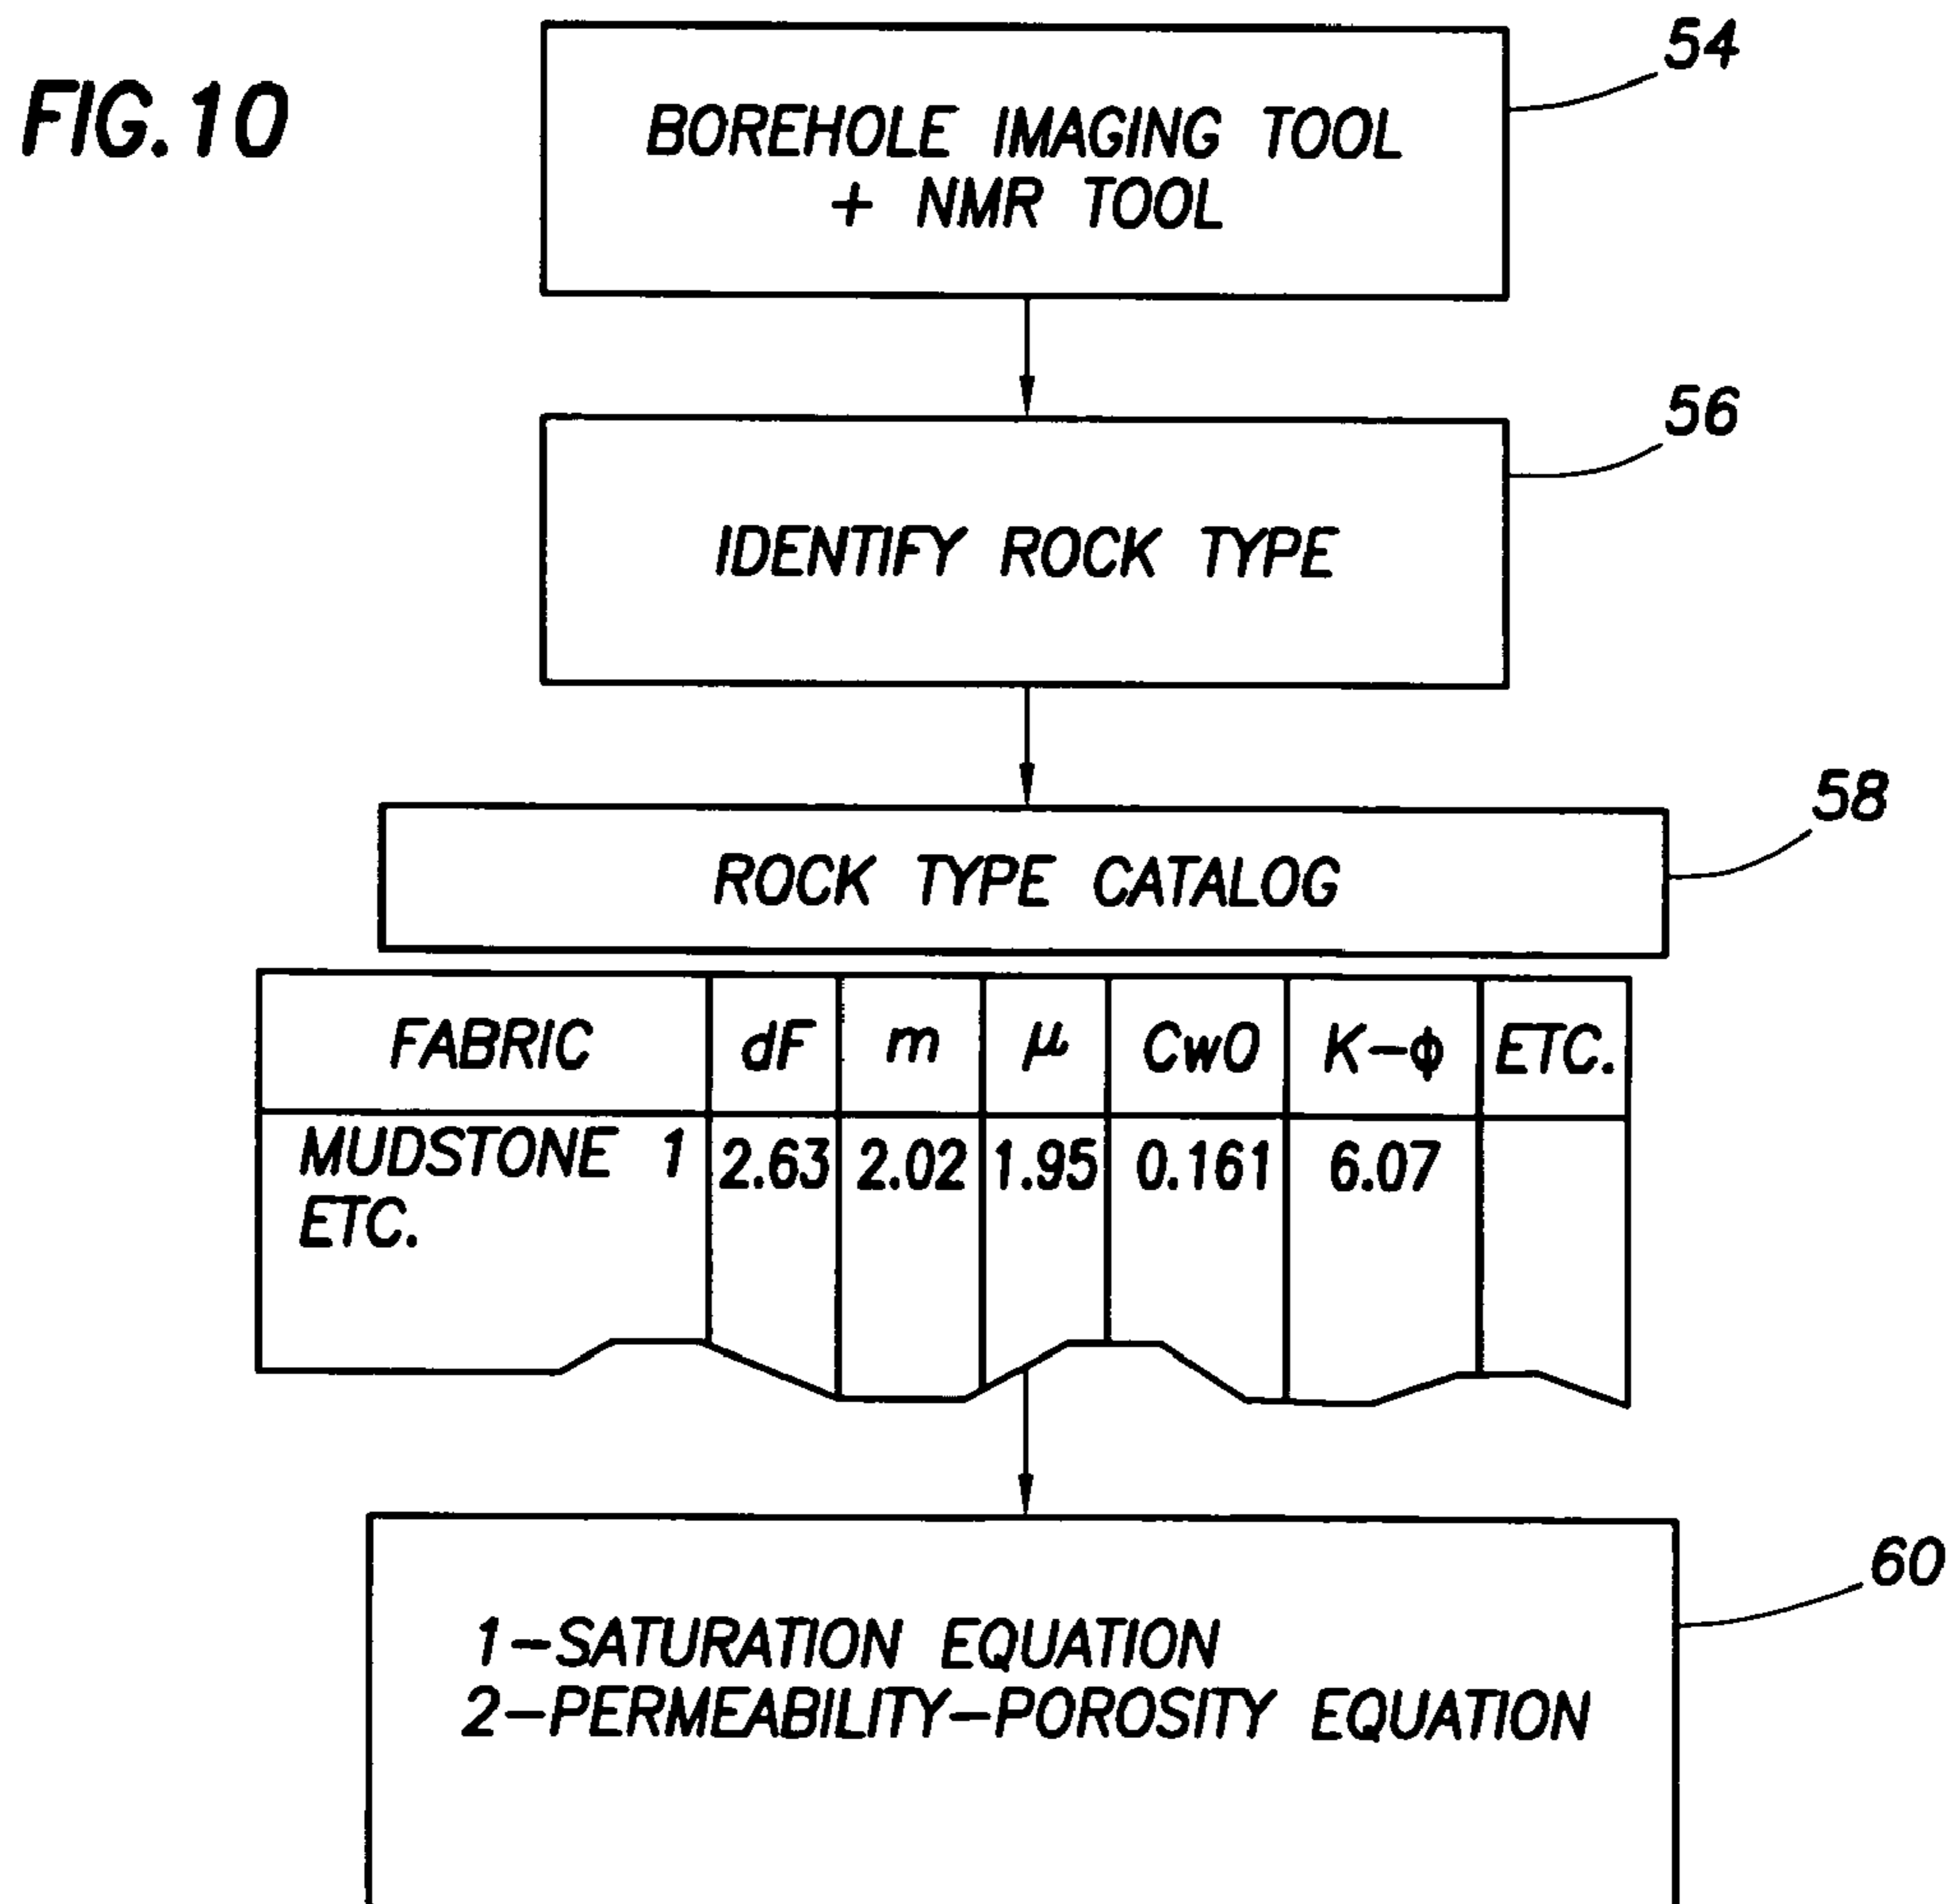 FIG.10
54
BOREHOLE IMAGING TOOL
+ NMR TOOL
56
IDENTIFY ROCK TYPE
58
ROCK TYPE CATALOG
FABRIC dF m μ CwO K-ϕ ETC.
MUDSTONE 1 2.63 2.02 1.95 0.161 6.07
ETC.
60
1-SATURATION EQUATION
2-PERMEABILITY-POROSITY EQUATION